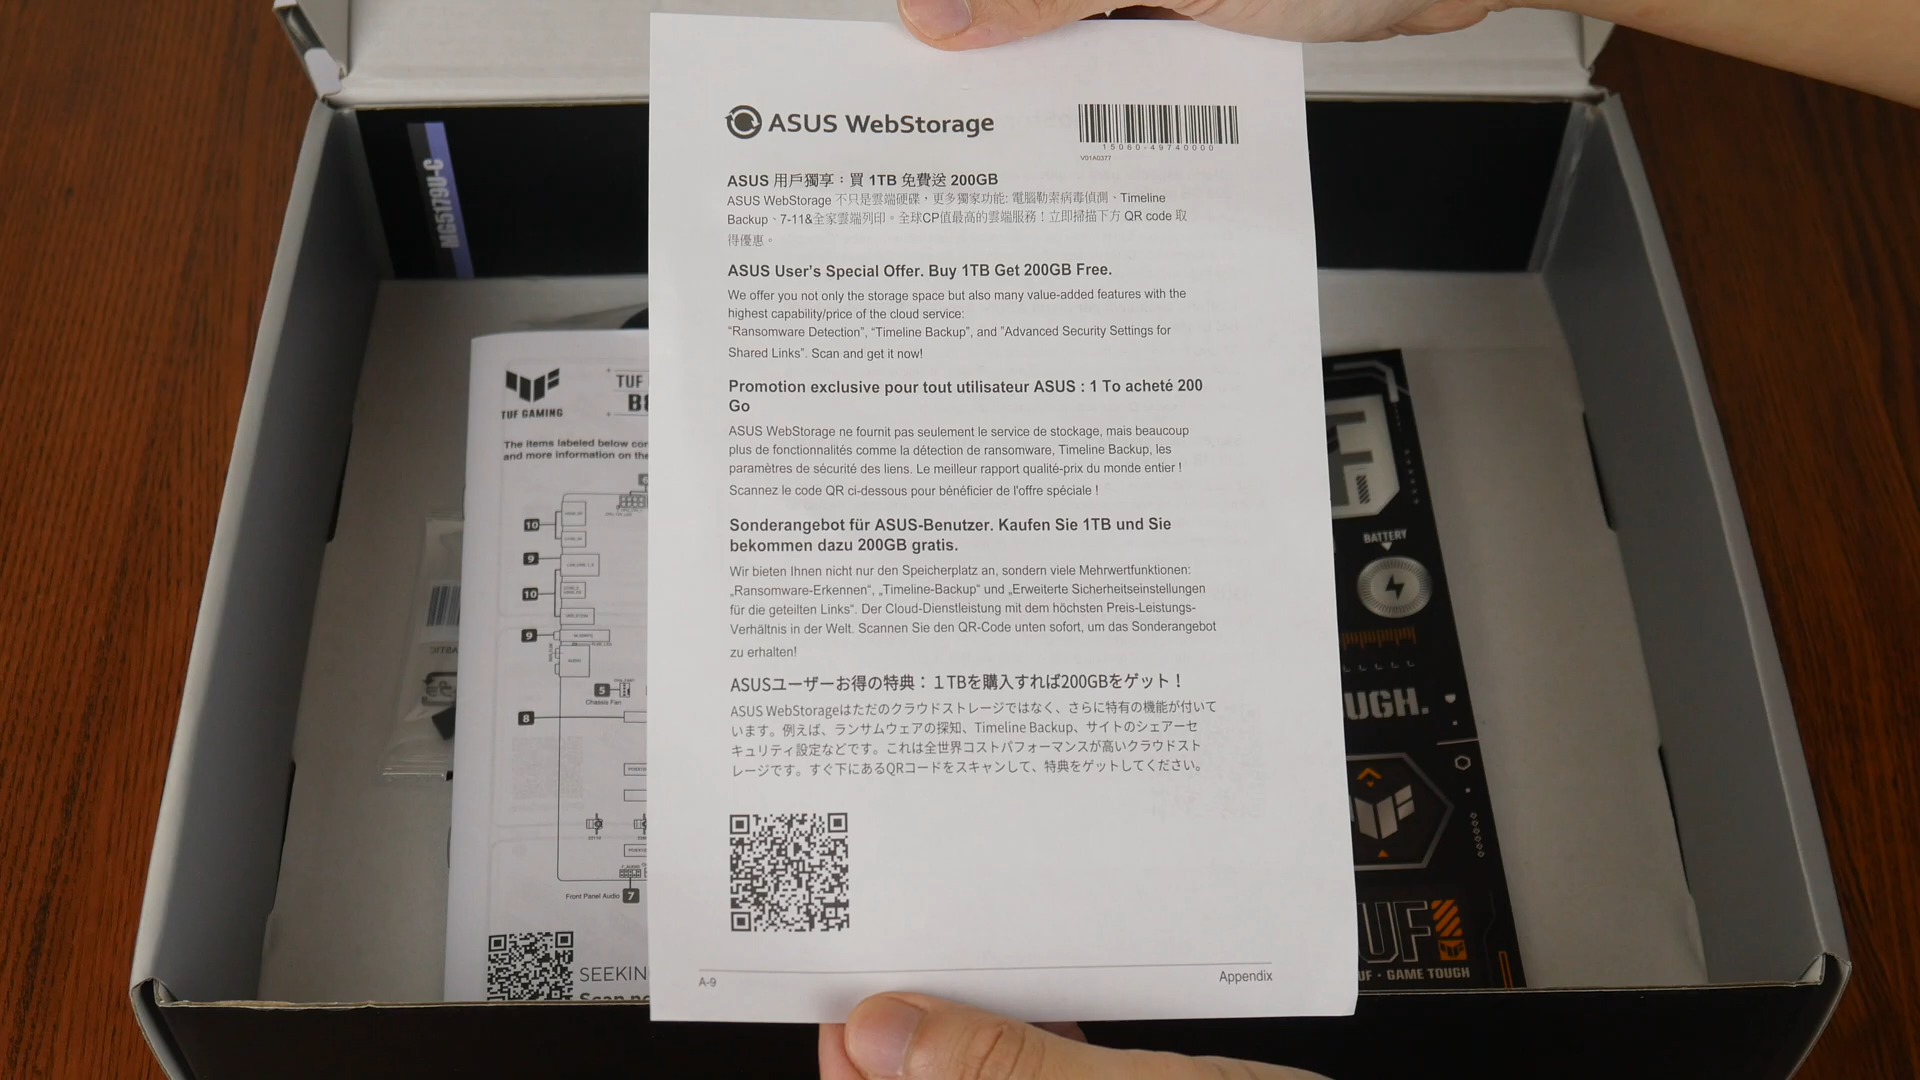 ASUS WebStorage
15060-49740000
V01A0377
ASUS 用戶獨享：買 1TB 免費送 200GB
ASUS WebStorage 不只是雲端硬碟，更多獨家功能: 電腦勒索病毒偵測、Timeline
Backup、7-11&全家雲端列印。全球CP值最高的雲端服務！立即掃描下方 QR code 取
得優惠。
ASUS User's Special Offer. Buy 1TB Get 200GB Free.
We offer you not only the storage space but also many value-added features with the
highest capability/price of the cloud service:
“Ransomware Detection”, “Timeline Backup”, and ”Advanced Security Settings for
Shared Links”. Scan and get it now!
Promotion exclusive pour tout utilisateur ASUS : 1 To acheté 200
Go
ASUS WebStorage ne fournit pas seulement le service de stockage, mais beaucoup
plus de fonctionnalités comme la détection de ransomware, Timeline Backup, les
paramètres de sécurité des liens. Le meilleur rapport qualité-prix du monde entier !
Scannez le code QR ci-dessous pour bénéficier de l'offre spéciale !
Sonderangebot für ASUS-Benutzer. Kaufen Sie 1TB und Sie
bekommen dazu 200GB gratis.
Wir bieten Ihnen nicht nur den Speicherplatz an, sondern viele Mehrwertfunktionen:
„Ransomware-Erkennen“, „Timeline-Backup“ und „Erweiterte Sicherheitseinstellungen
für die geteilten Links“. Der Cloud-Dienstleistung mit dem höchsten Preis-Leistungs-
Verhältnis in der Welt. Scannen Sie den QR-Code unten sofort, um das Sonderangebot
zu erhalten!
ASUSユーザーお得の特典：１TBを購入すれば200GBをゲット！
ASUS WebStorageはただのクラウドストレージではなく、さらに特有の機能が付いて
います。例えば、ランサムウェアの探知、Timeline Backup、サイトのシェアーセ
キュリティ設定などです。これは全世界コストパフォーマンスが高いクラウドスト
レージです。すぐ下にあるQRコードをスキャンして、特典をゲットしてください。
A-9
Appendix
MG5179U-C
TUF GAMING
TUF
The items labeled below
and more information on the
10
9
10
9
AUDIO
5
Chassis Fan
8
Front Panel Audio 7
SEEKIN
BATTERY
UGH.
UF
UF · GAME TOUGH